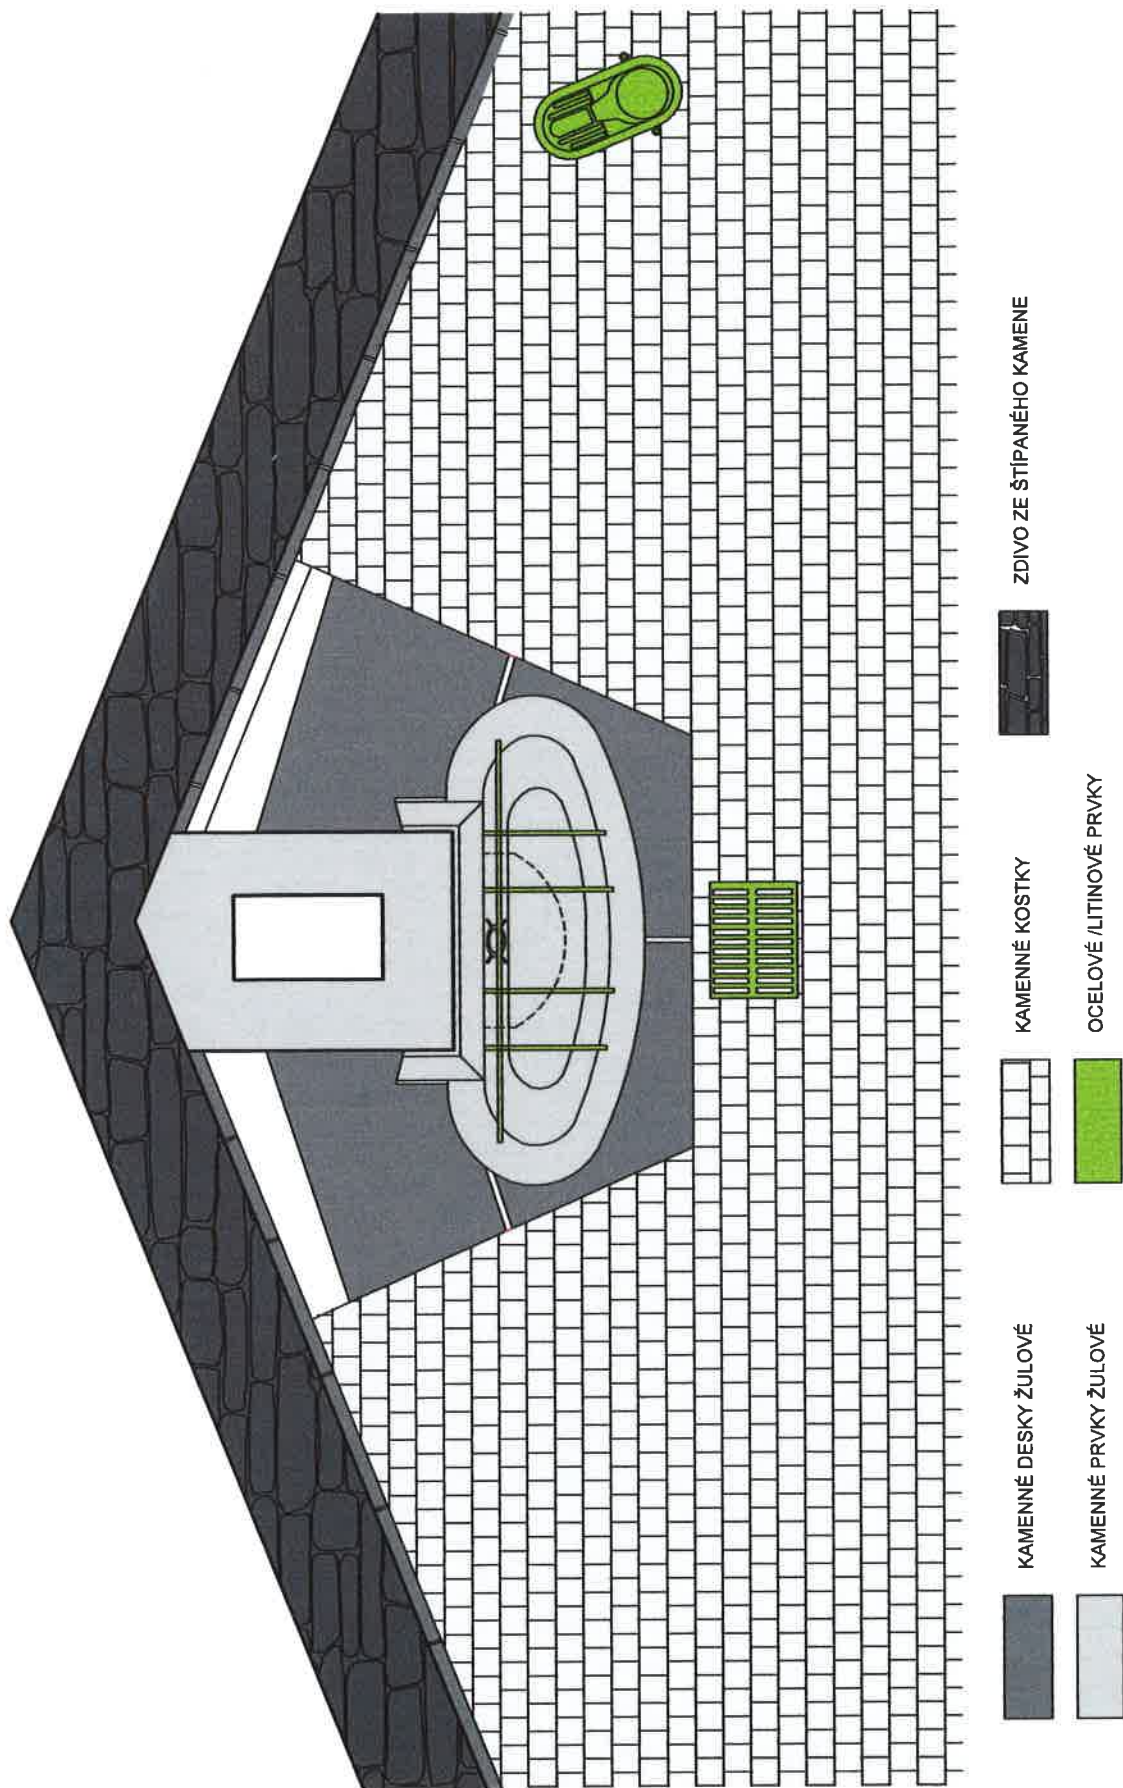 KAMENNÉ DESKY ŽULOVÉ
KAMENNÉ KOSTKY
ZDIVO ZE ŠTÍPANÉHO KAMENE
KAMENNÉ PRVKY ŽULOVÉ
OCELOVÉ /LITINOVÉ PRVKY